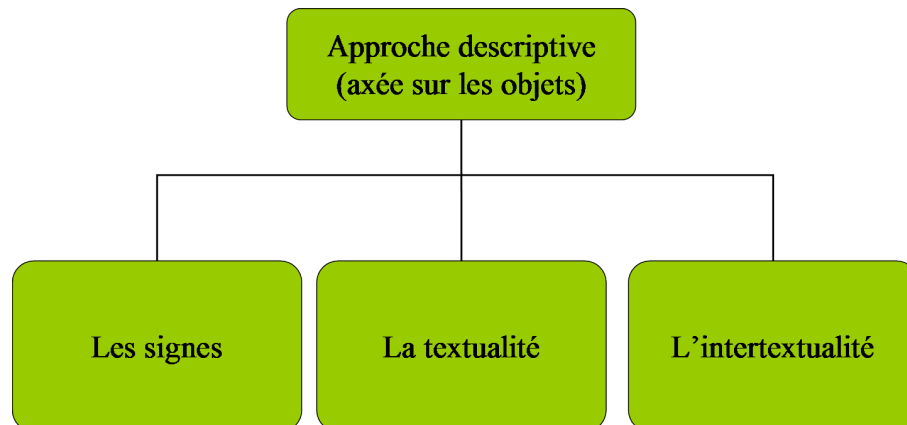 Approche descriptive
(axée sur les objets)
Les signes
La textualité
L’intertextualité